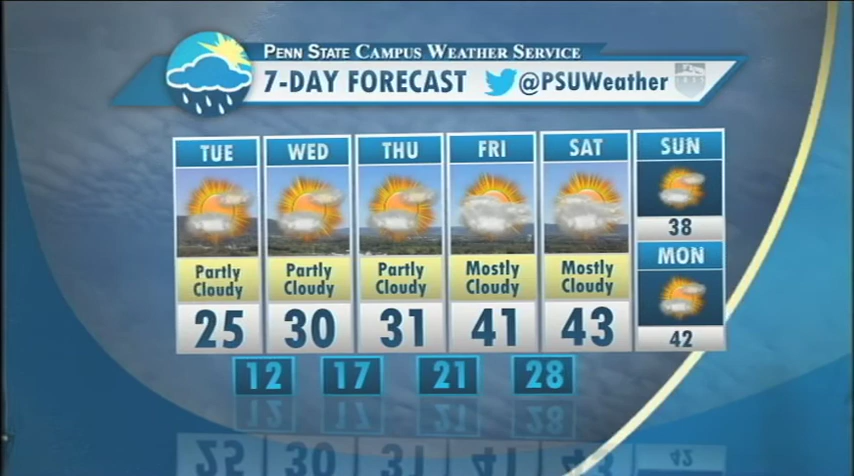 PENN STATE CAMPUS WEATHER SERVICE
7-DAY FORECAST @PSUWeather
TUE WED THU FRI SAT SUN
38
MON
Partly Cloudy Partly Cloudy Partly Cloudy Mostly Cloudy Mostly Cloudy
25 30 31 41 43 42
12 17 21 28